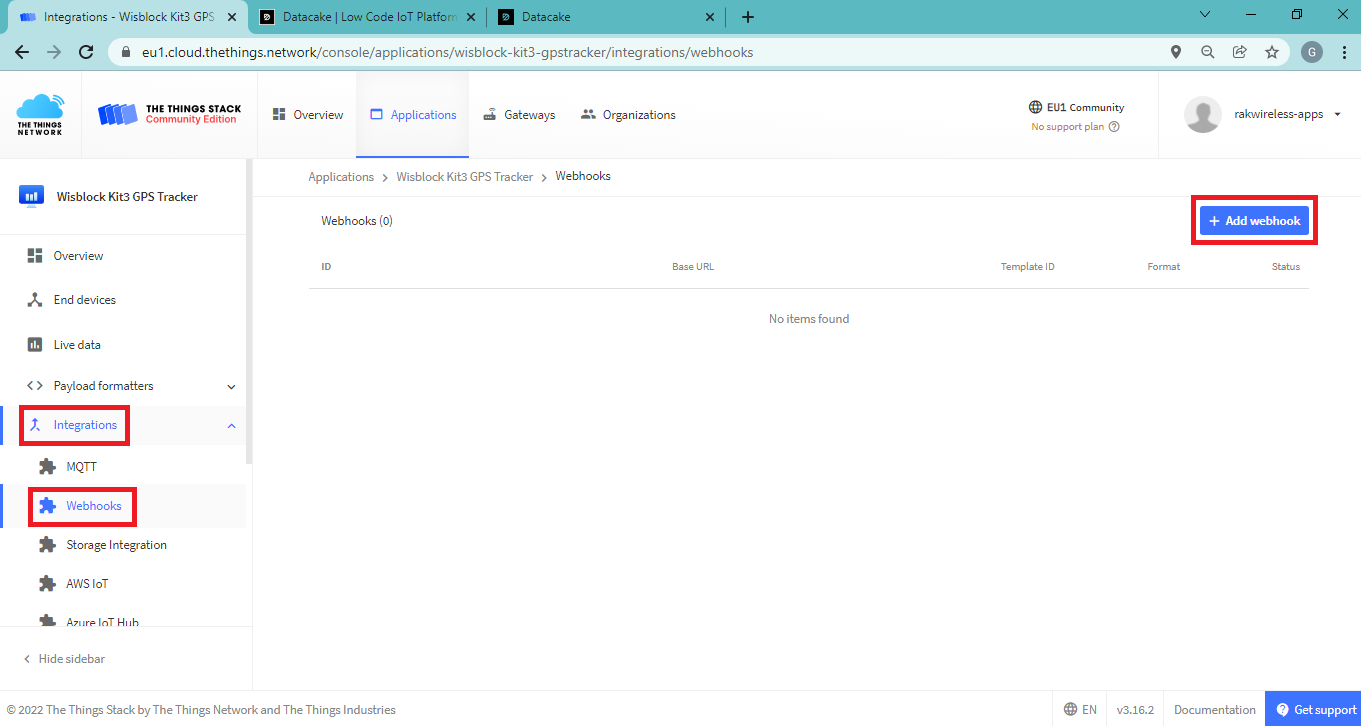 Integrations - Wisblock Kit3 GPS
Datacake | Low Code IoT Platform
Datacake
eu1.cloud.thethings.network/console/applications/wisblock-kit3-gpstracker/integrations/webhooks
G
THE THINGS NETWORK
THE THINGS STACK
Community Edition
Overview
Applications
Gateways
Organizations
EU1 Community
No support plan
rakwireless-apps
Wisblock Kit3 GPS Tracker
Applications > Wisblock Kit3 GPS Tracker > Webhooks
Webhooks (0)
+ Add webhook
ID Base URL Template ID Format Status
No items found
Overview
End devices
Live data
Payload formatters
Integrations
MQTT
Webhooks
Storage Integration
AWS IoT
Azure IoT Hub
< Hide sidebar
© 2022 The Things Stack by The Things Network and The Things Industries
EN
v3.16.2
Documentation
Get support